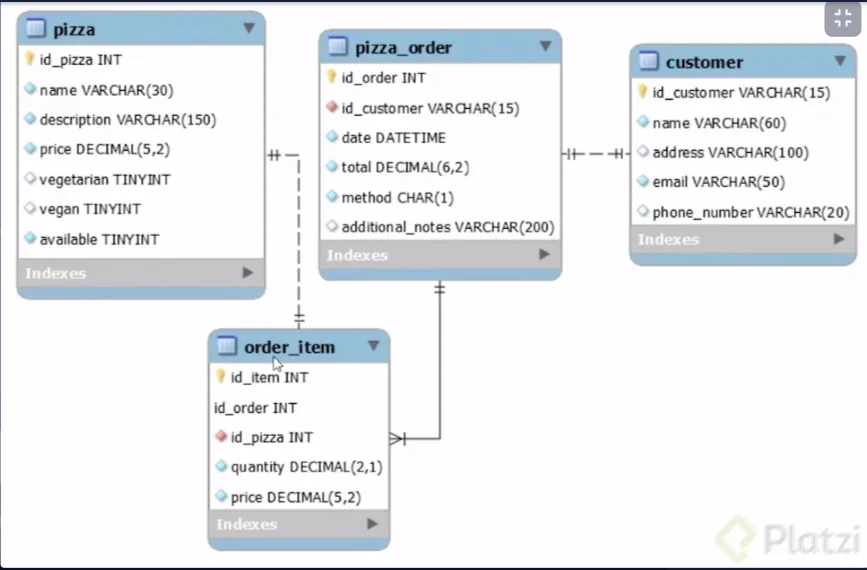 pizza
id_pizza INT
name VARCHAR(30)
description VARCHAR(150)
price DECIMAL(5,2)
vegetarian TINYINT
vegan TINYINT
available TINYINT
Indexes
pizza_order
id_order INT
id_customer VARCHAR(15)
date DATETIME
total DECIMAL(6,2)
method CHAR(1)
additional_notes VARCHAR(200)
Indexes
customer
id_customer VARCHAR(15)
name VARCHAR(60)
address VARCHAR(100)
email VARCHAR(50)
phone_number VARCHAR(20)
Indexes
order_item
id_item INT
id_order INT
id_pizza INT
quantity DECIMAL(2,1)
price DECIMAL(5,2)
Indexes
Platzi